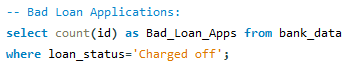 -- Bad Loan Applications:
select count(id) as Bad_Loan_Apps from bank_data
where loan_status='Charged off';